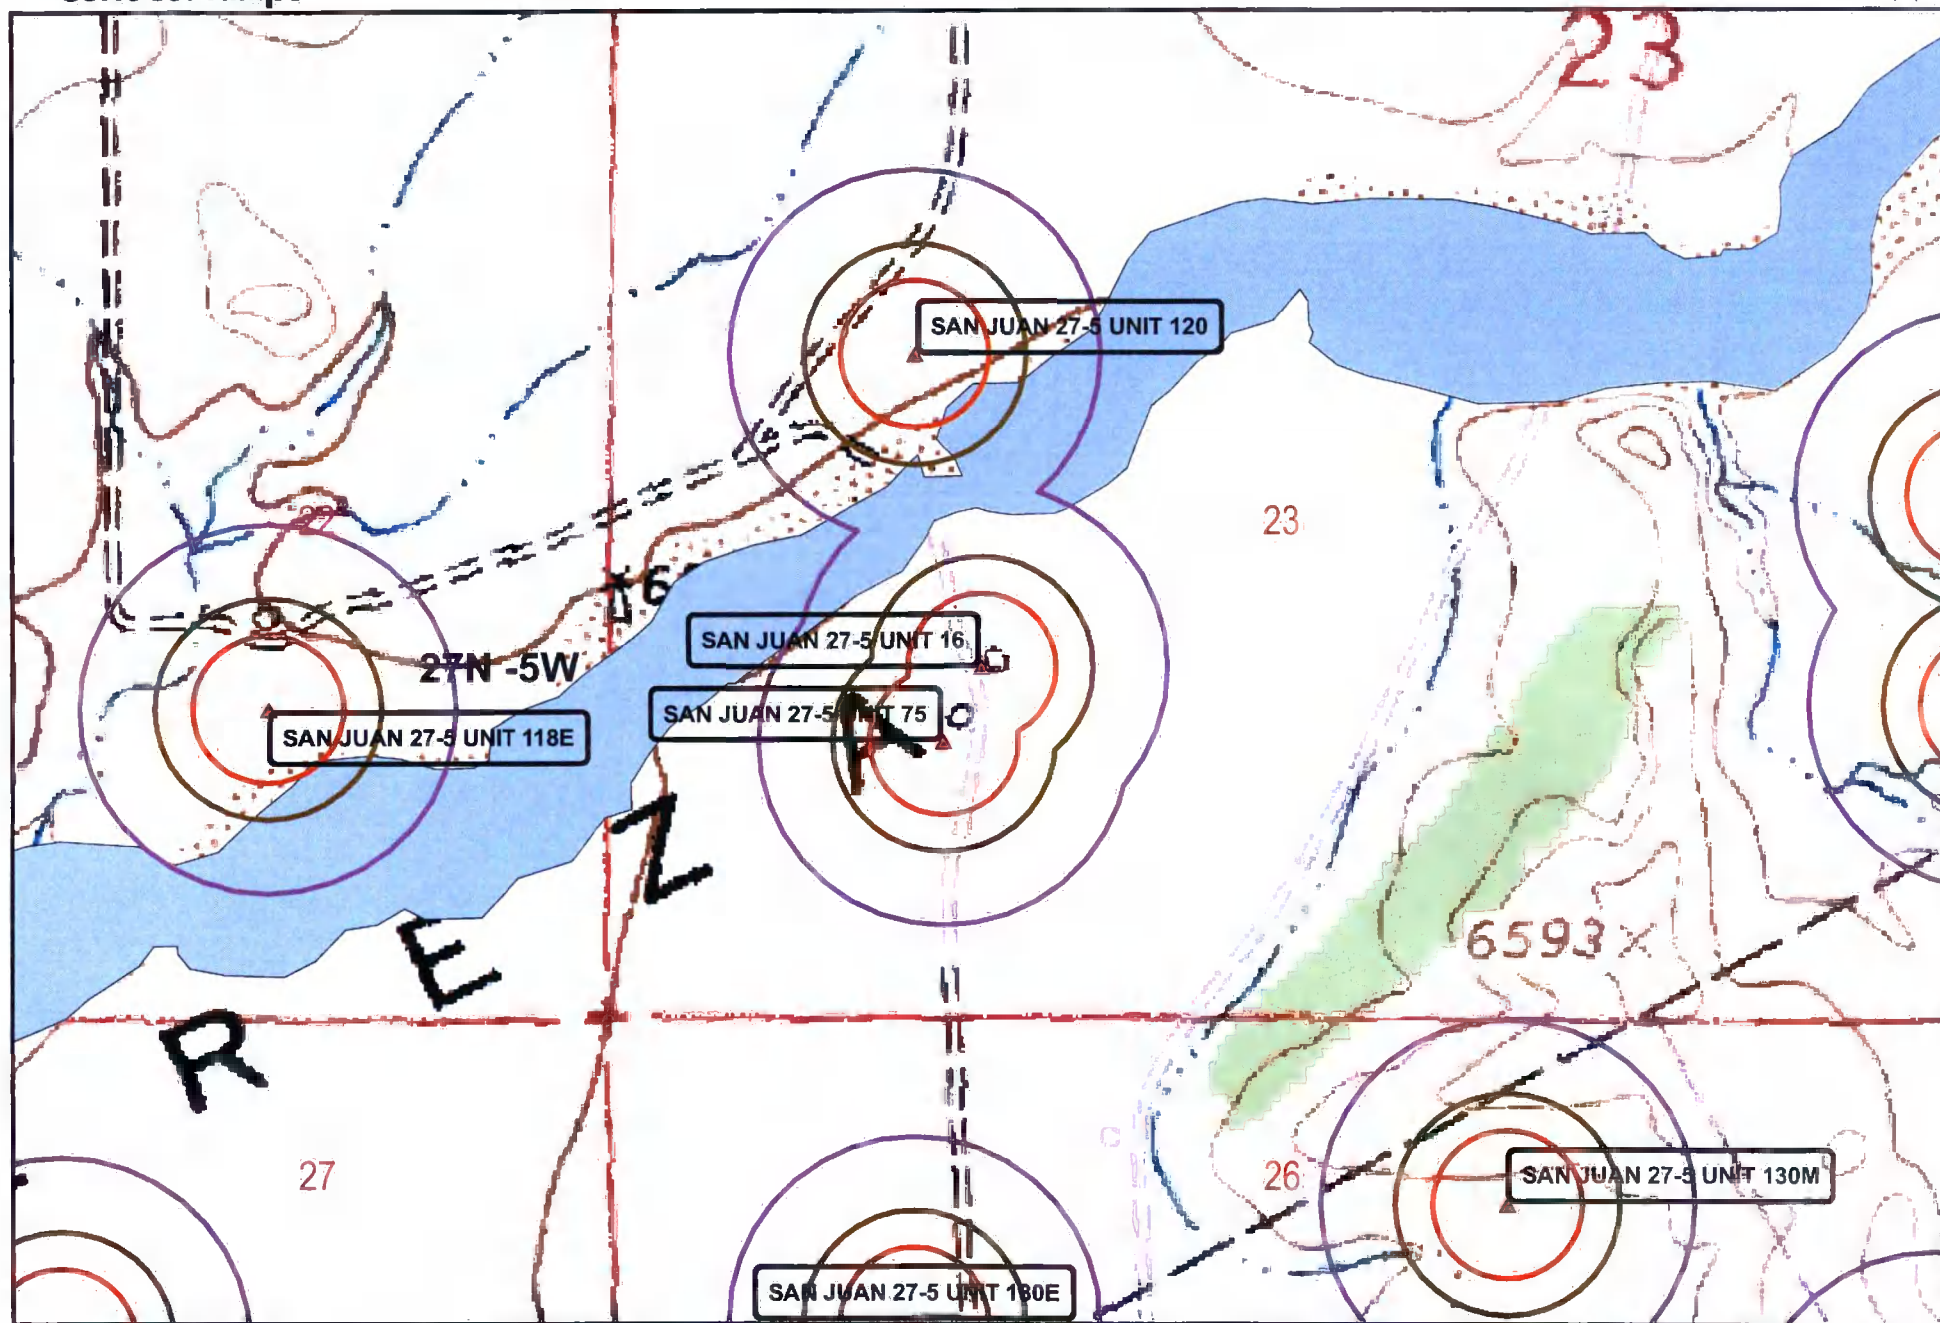 23
SAN JUAN 27-5 UNIT 120
23
SAN JUAN 27-5 UNIT 16
27N -5W
SAN JUAN 27-5 UNIT 75
SAN JUAN 27-5 UNIT 118E
R E Z
6593
27
26
SAN JUAN 27-5 UNIT 130M
SAN JUAN 27-5 UNIT 130E